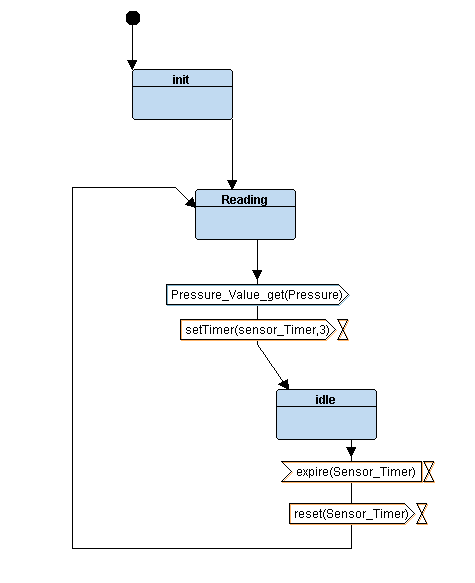 init
Reading
Pressure_Value_get(Pressure)
setTimer(sensor_Timer,3)
idle
expire(Sensor_Timer)
reset(Sensor_Timer)